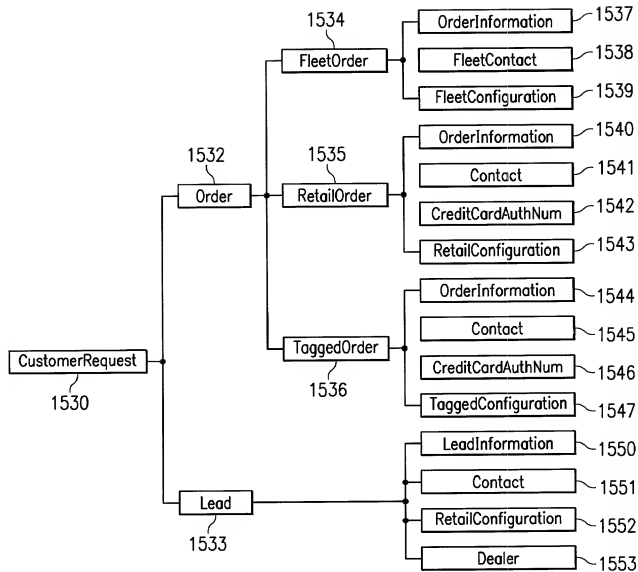 1534
FleetOrder
OrderInformation
1537
FleetContact
1538
FleetConfiguration
1539
1532
Order
1535
RetailOrder
OrderInformation
1540
Contact
1541
CreditCardAuthNum
1542
RetailConfiguration
1543
TaggedOrder
1536
OrderInformation
1544
Contact
1545
CreditCardAuthNum
1546
TaggedConfiguration
1547
CustomerRequest
1530
Lead
1533
LeadInformation
1550
Contact
1551
RetailConfiguration
1552
Dealer
1553